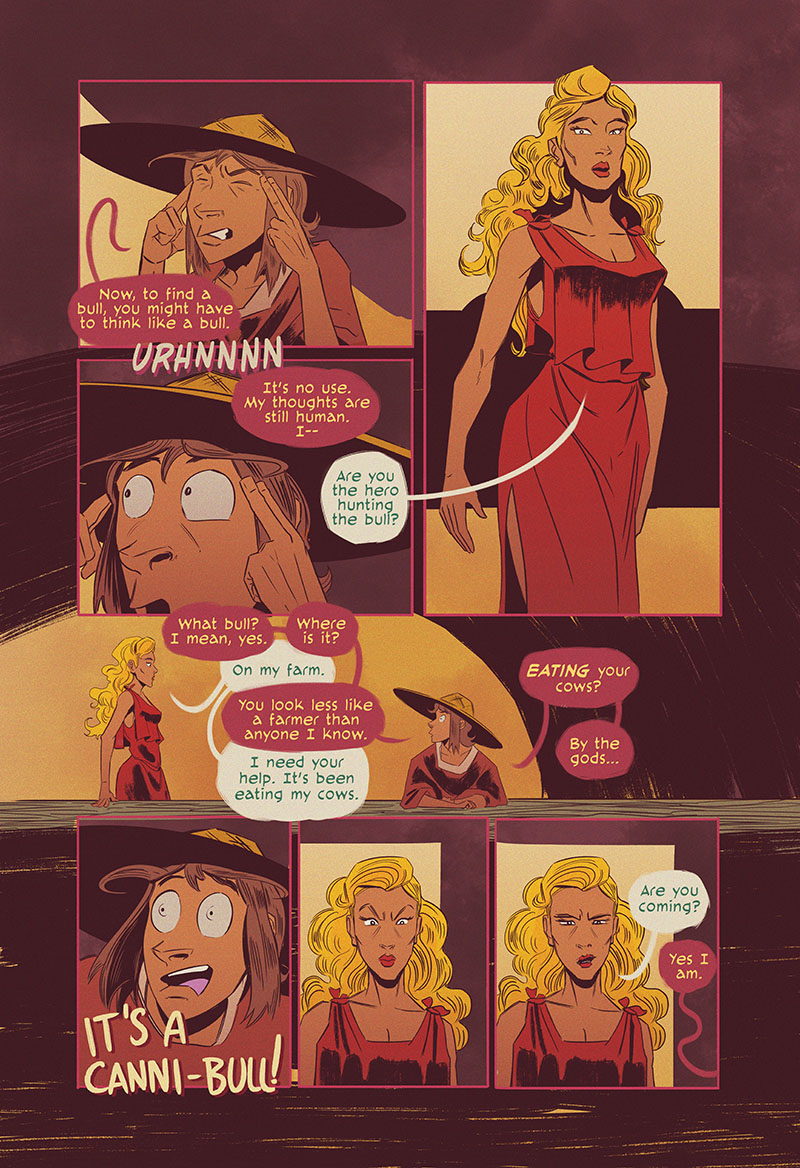 Now, to find a
bull, you might have
to think like a bull.
URHNNNN
It's no use.
My thoughts are
still human.
I--
Are you
the hero
hunting
the bull?
What bull?
I mean, yes.
Where
is it?
On my farm.
You look less like
a farmer than
anyone I know.
I need your
help. It's been
eating my cows.
EATING your
cows?
By the
gods...
IT'S A
CANNI-BULL!
Are you
coming?
Yes I
am.